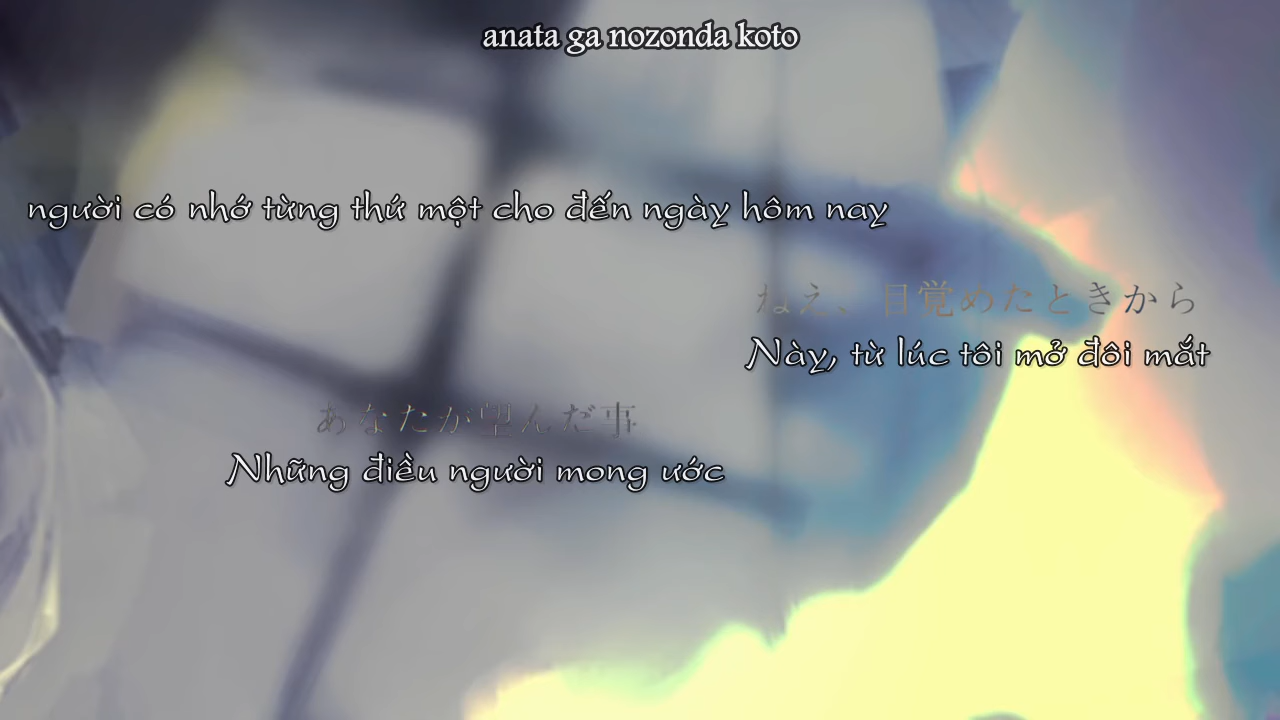 anata ga nozonda koto
người có nhớ từng thứ một cho đến ngày hôm nay
ねえ、目覚めたときから
Này, từ lúc tôi mở đôi mắt
あなたが望んだ事
Những điều người mong ước